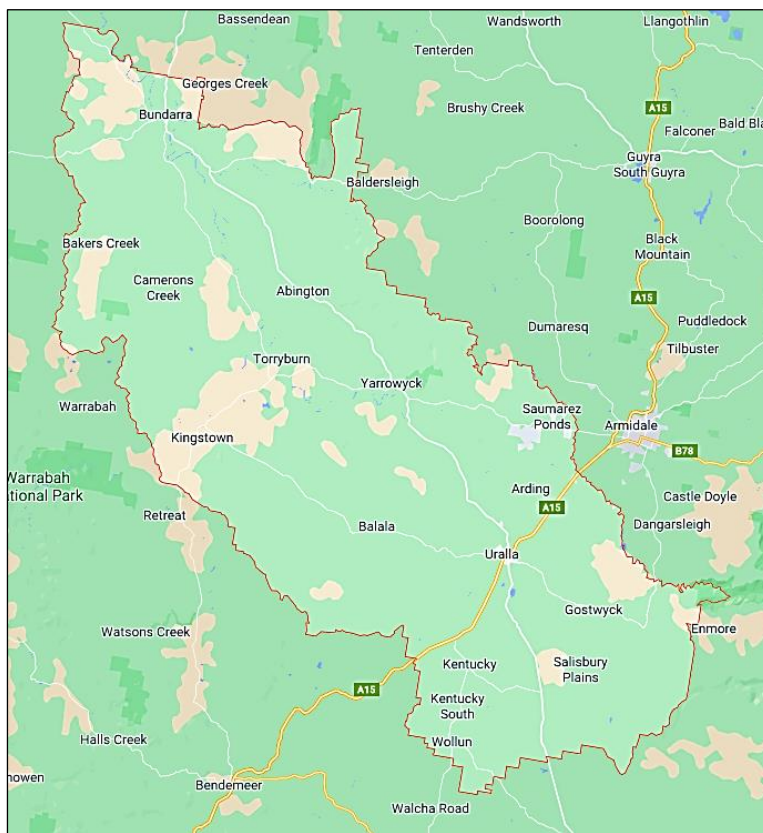 Bassendean
Wandsworth
Llangothlin
Tenterden
Georges Creek
Brushy Creek
A15
Bundarra
Falconer
Bald Bla
Guyra
South Guyra
Baldersleigh
Boorolong
Bakers Creek
Black
Mountain
Camerons
Creek
Abington
A15
Dumaresq
Puddledock
Tilbuster
Torryburn
Yarrowyck
Warrabah
Saumarez
Ponds
Armidale
Kingstown
B78
Warrabah
tional Park
Arding
Castle Doyle
A15
Retreat
Dangarsleigh
Balala
Uralla
Gostwyck
Watsons Creek
Enmore
Kentucky
Salisbury
Plains
A15
Kentucky
South
Halls Creek
Wollun
nowen
Bendemeer
Walcha Road